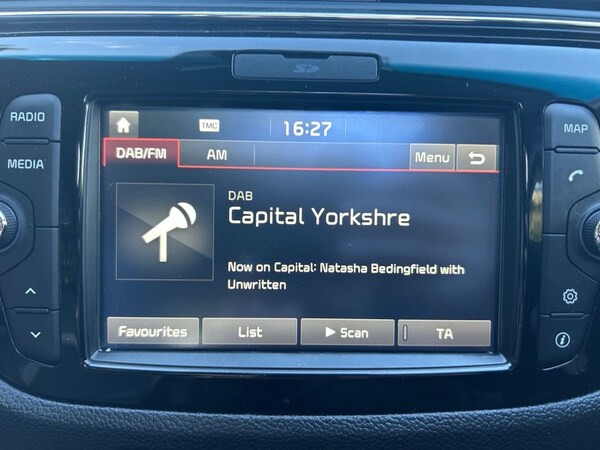 SD
RADIO
MEDIA
MAP
TMC
16:27
DAB/FM
AM
Menu
DAB
Capital Yorkshre
Now on Capital: Natasha Bedingfield with
Unwritten
Favourites
List
Scan
TA